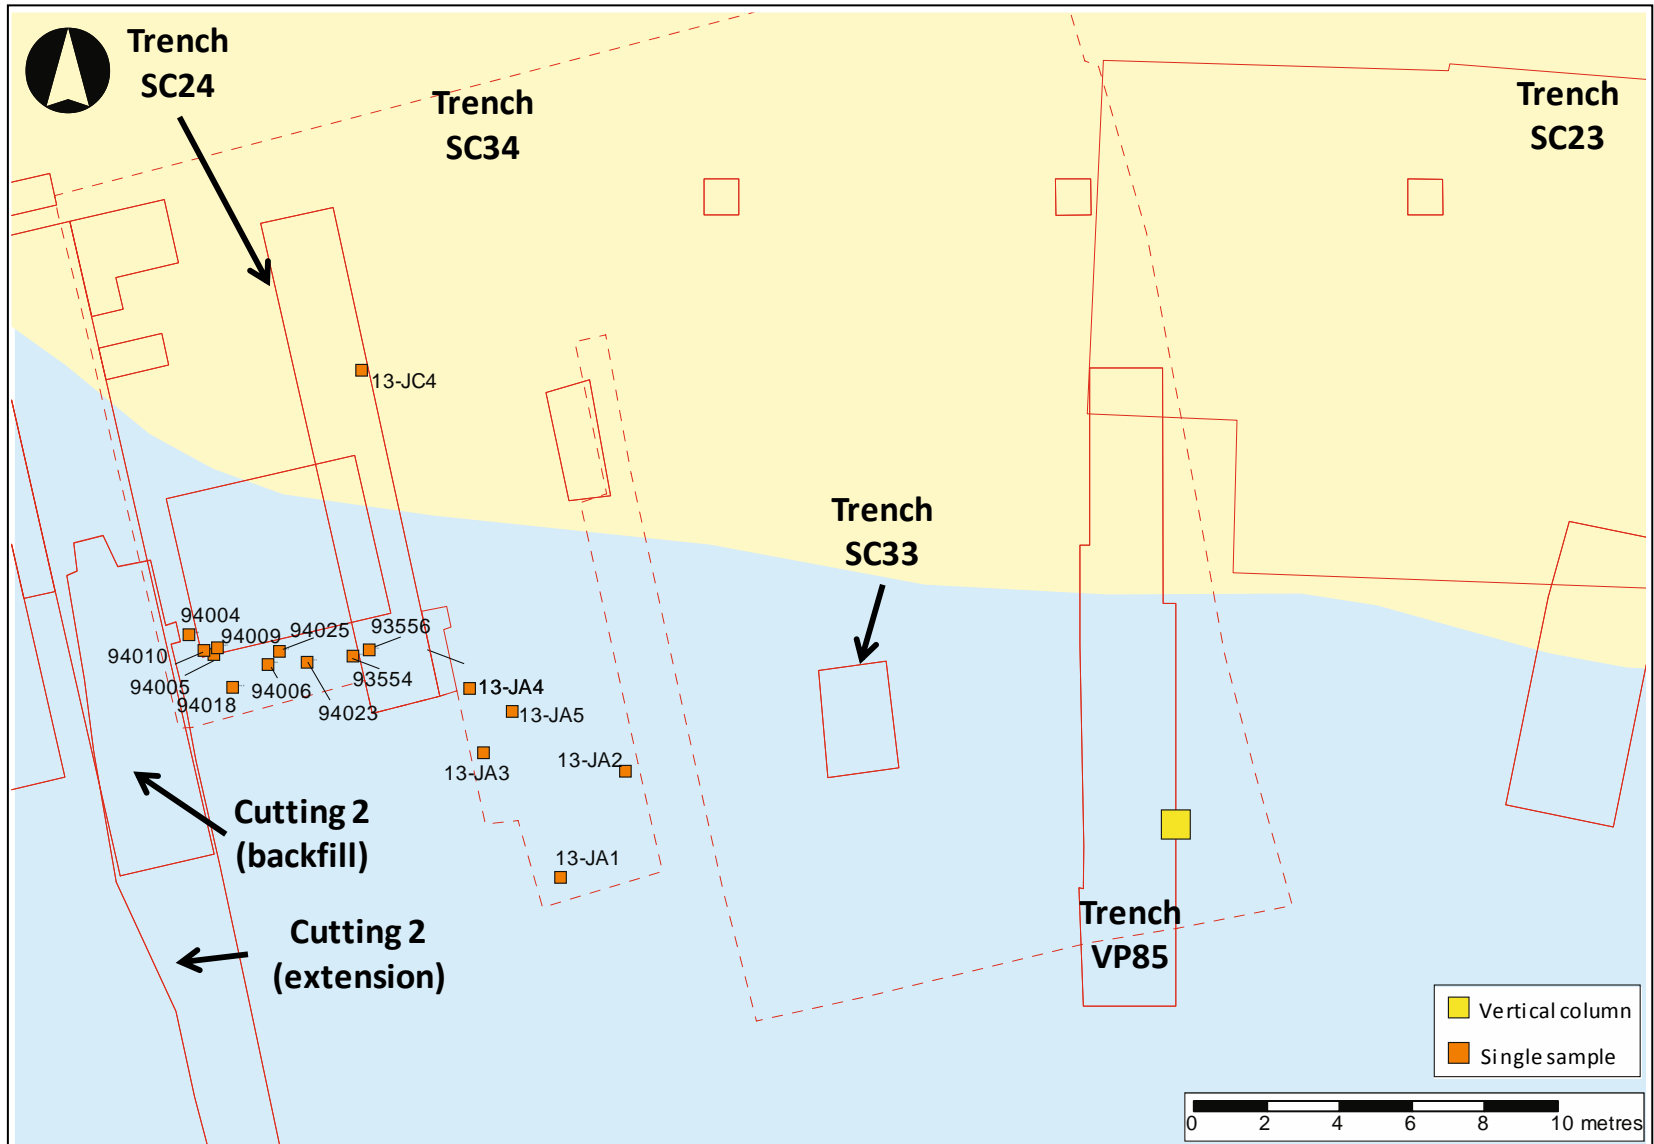 Trench
SC24
Trench
SC34
Trench
SC23
13-JC4
Trench
SC33
94004
94009
94025
93556
94010
94005
94006
93554
94018
94023
13-JA4
13-JA5
13-JA3
13-JA2
Cutting 2
(backfill)
13-JA1
Cutting 2
(extension)
Trench
VP85
Vertical column
Single sample
0 2 4 6 8 10 metres